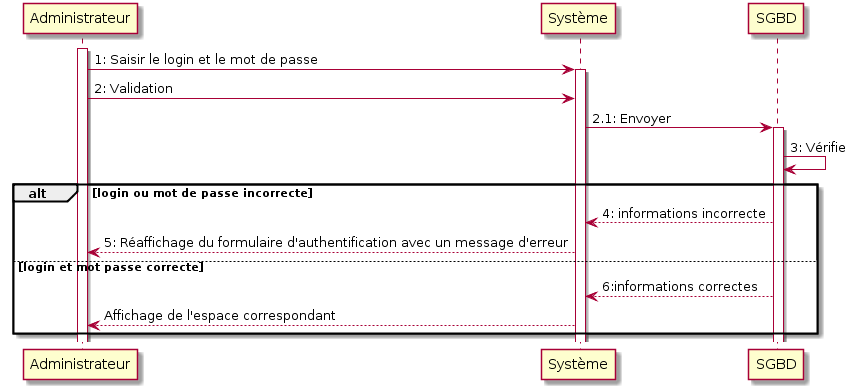 Administrateur
Système
SGBD
1: Saisir le login et le mot de passe
2: Validation
2.1: Envoyer
3: Vérifie
alt
[login ou mot de passe incorrecte]
4: informations incorrecte
5: Réaffichage du formulaire d'authentification avec un message d'erreur
[login et mot passe correcte]
6:informations correctes
Affichage de l'espace correspondant
Administrateur
Système
SGBD